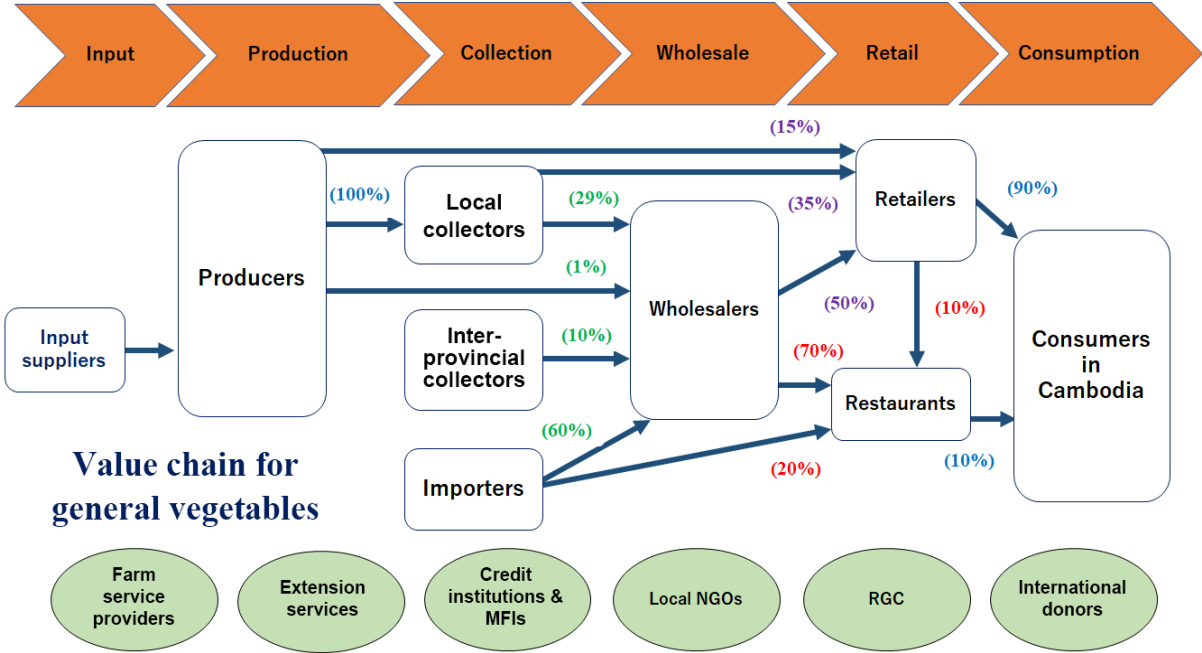 Input
Production
Collection
Wholesale
Retail
Consumption
(15%)
(100%)
Local
collectors
(29%)
(35%)
Retailers
(90%)
Producers
(1%)
Wholesalers
(50%)
(10%)
Input
suppliers
Inter-
provincial
collectors
(10%)
(70%)
Restaurants
Consumers
in
Cambodia
(60%)
(20%)
(10%)
Importers
Value chain for
general vegetables
Farm
service
providers
Extension
services
Credit
institutions &
MFIs
Local NGOs
RGC
International
donors